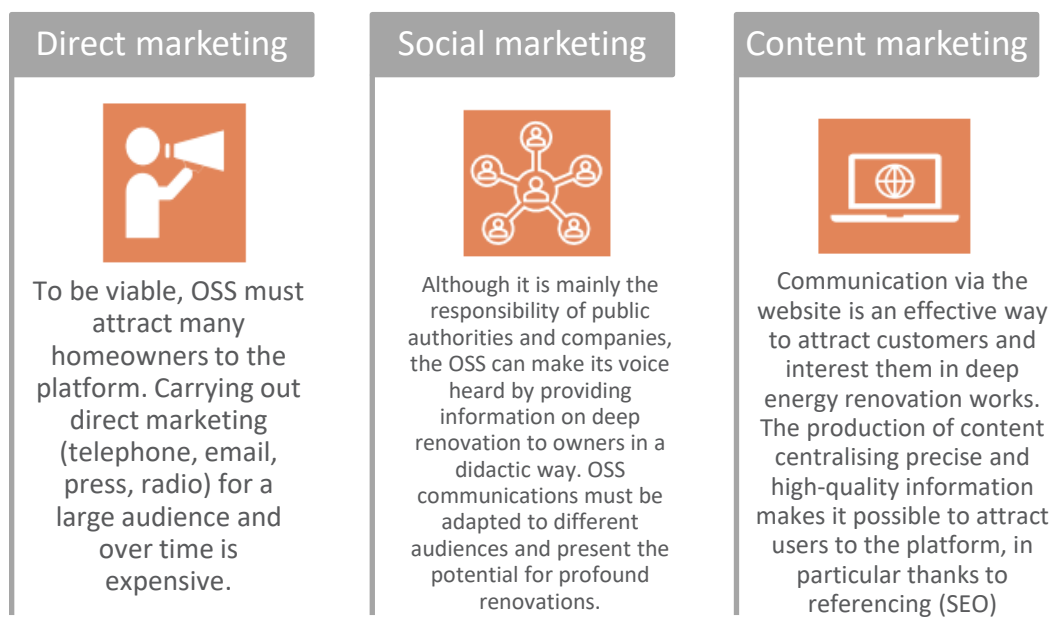 Direct marketing
To be viable, OSS must
attract many
homeowners to the
platform. Carrying out
direct marketing
(telephone, email,
press, radio) for a
large audience and
over time is
expensive.
Social marketing
Although it is mainly the
responsibility of public
authorities and companies,
the OSS can make its voice
heard by providing
information on deep
renovation to owners in a
didactic way. OSS
communications must be
adapted to different
audiences and present the
potential for profound
renovations.
Content marketing
Communication via the
website is an effective way
to attract customers and
interest them in deep
energy renovation works.
The production of content
centralising precise and
high-quality information
makes it possible to attract
users to the platform, in
particular thanks to
referencing (SEO)